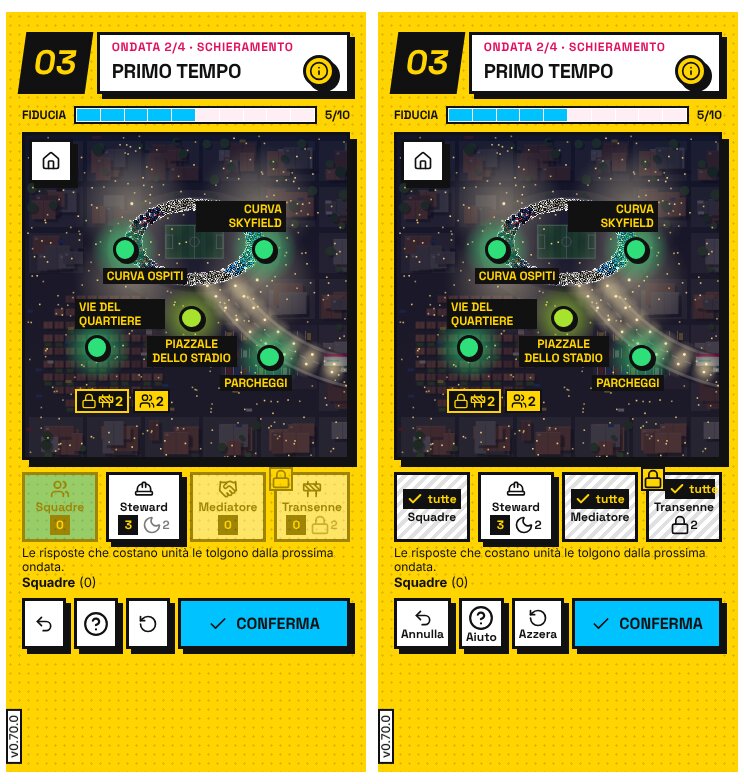 03
ONDATA 2/4 · SCHIERAMENTO
PRIMO TEMPO
FIDUCIA
5/10
CURVA
SKYFIELD
CURVA OSPITI
VIE DEL
QUARTIERE
PIAZZALE
DELLO STADIO
PARCHEGGI
2
2
Squadre
0
Steward
3
2
Mediatore
0
Transenne
0
2
Le risposte che costano unità le tolgono dalla prossima
ondata.
Squadre (0)
CONFERMA
v0.70.0
03
ONDATA 2/4 · SCHIERAMENTO
PRIMO TEMPO
FIDUCIA
5/10
CURVA
SKYFIELD
CURVA OSPITI
VIE DEL
QUARTIERE
PIAZZALE
DELLO STADIO
PARCHEGGI
2
2
tutte
Squadre
Steward
3
2
tutte
Mediatore
tutte
Transenne
2
Le risposte che costano unità le tolgono dalla prossima
ondata.
Squadre (0)
Annulla
Aiuto
Azzera
CONFERMA
v0.70.0